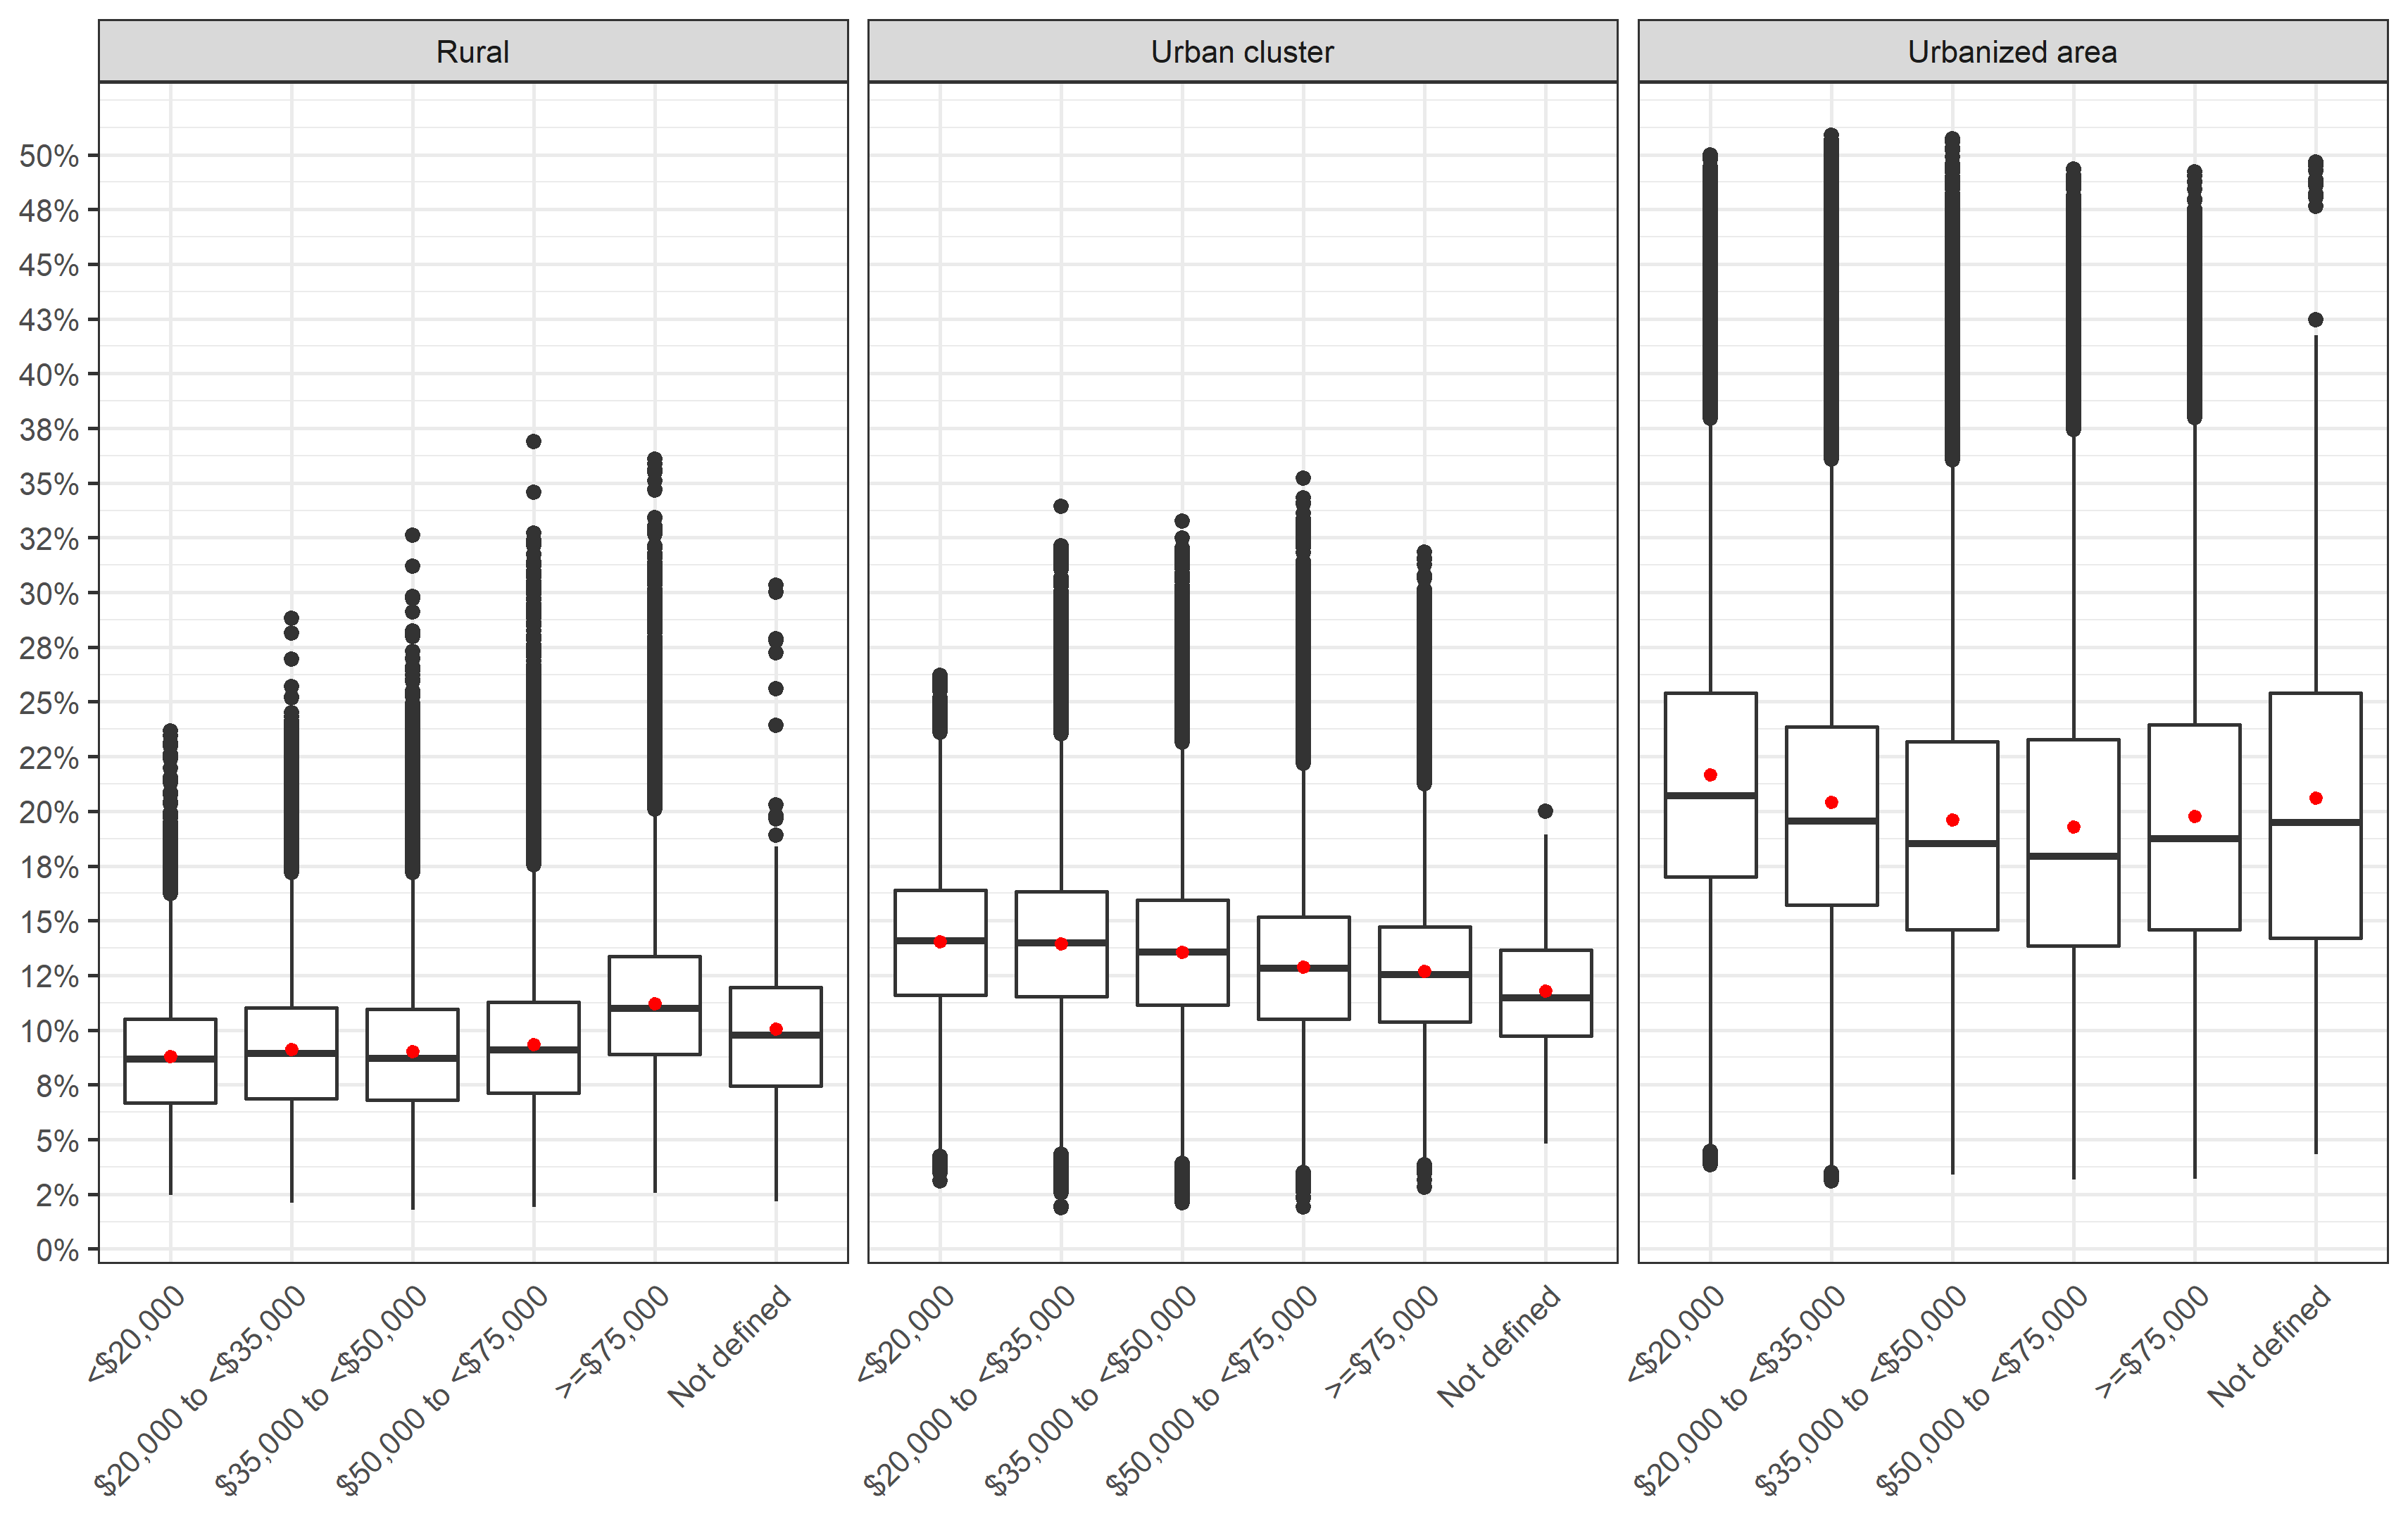 Rural
Urban cluster
Urbanized area
50%
48%
45%
43%
40%
38%
35%
32%
30%
28%
25%
22%
20%
18%
15%
12%
10%
8%
5%
2%
0%
<$20,000
$20,000 to <$35,000
$35,000 to <$50,000
$50,000 to <$75,000
>=$75,000
Not defined
<$20,000
$20,000 to <$35,000
$35,000 to <$50,000
$50,000 to <$75,000
>=$75,000
Not defined
<$20,000
$20,000 to <$35,000
$35,000 to <$50,000
$50,000 to <$75,000
>=$75,000
Not defined